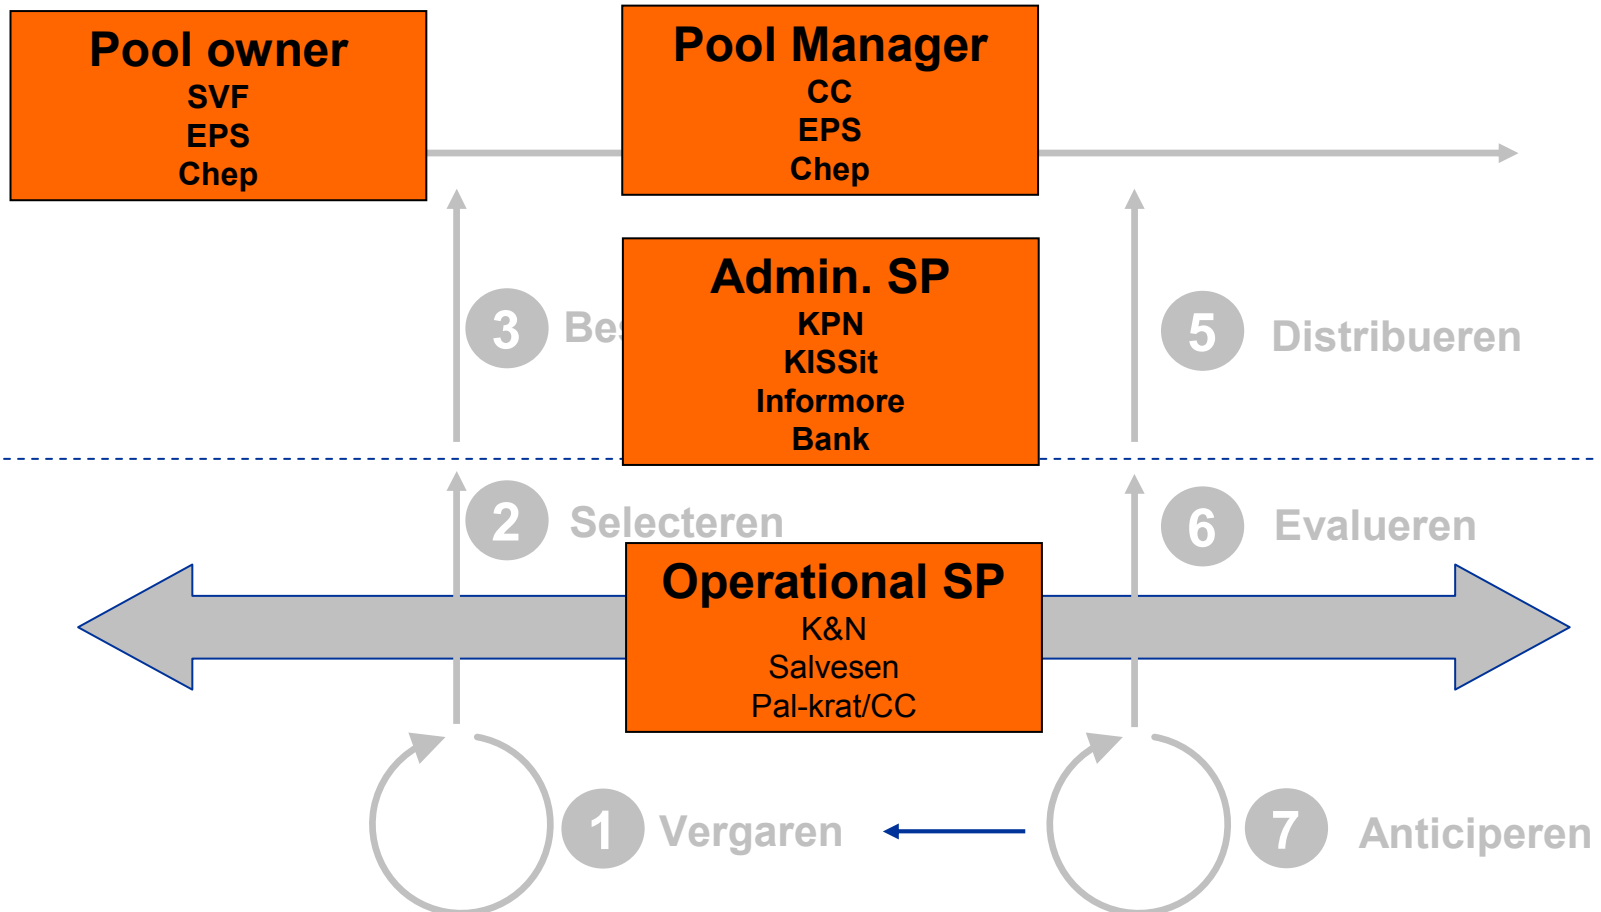 Pool owner
SVF
EPS
Chep
Pool Manager
CC
EPS
Chep
Admin. SP
KPN
KISSit
Informore
Bank
3
5 Distribueren
2 Selecteren
6 Evalueren
Operational SP
K&N
Salvesen
Pal-krat/CC
1 Vergaren
7 Anticiperen